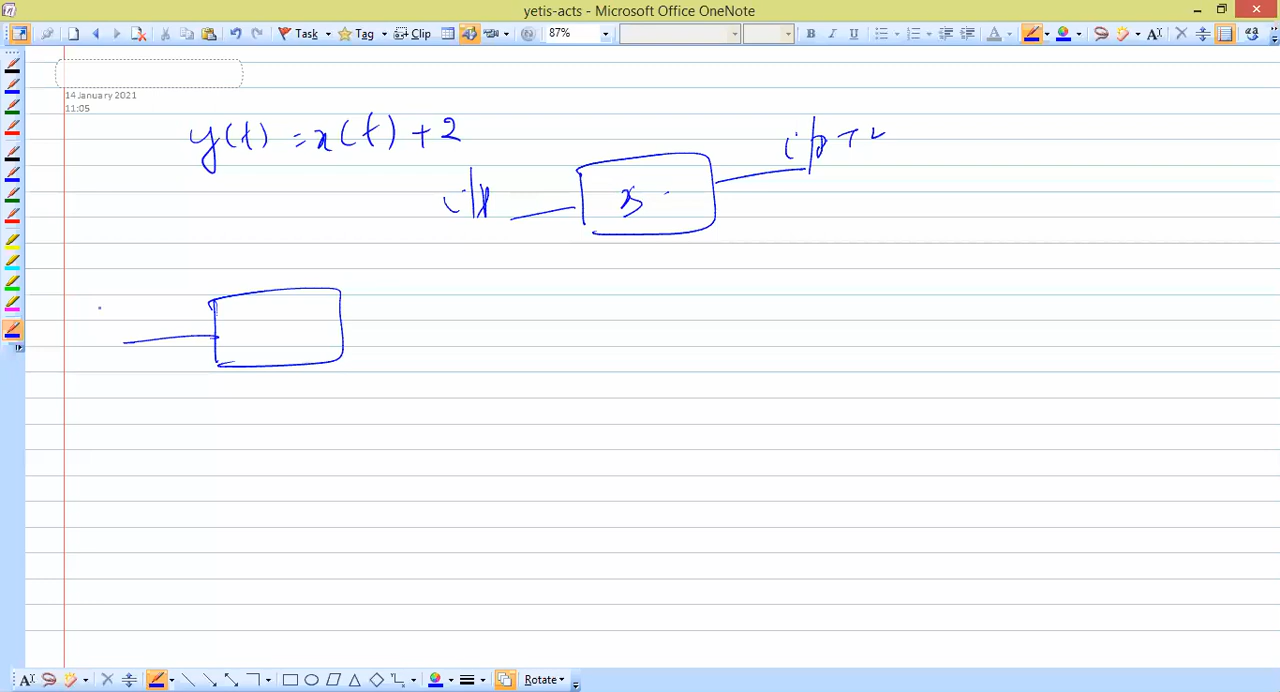 yetis-acts - Microsoft Office OneNote
Task Tag Clip 87% B I U A
14 January 2021
11:05
y(t) = x(t) + 2
i/p
Rotate